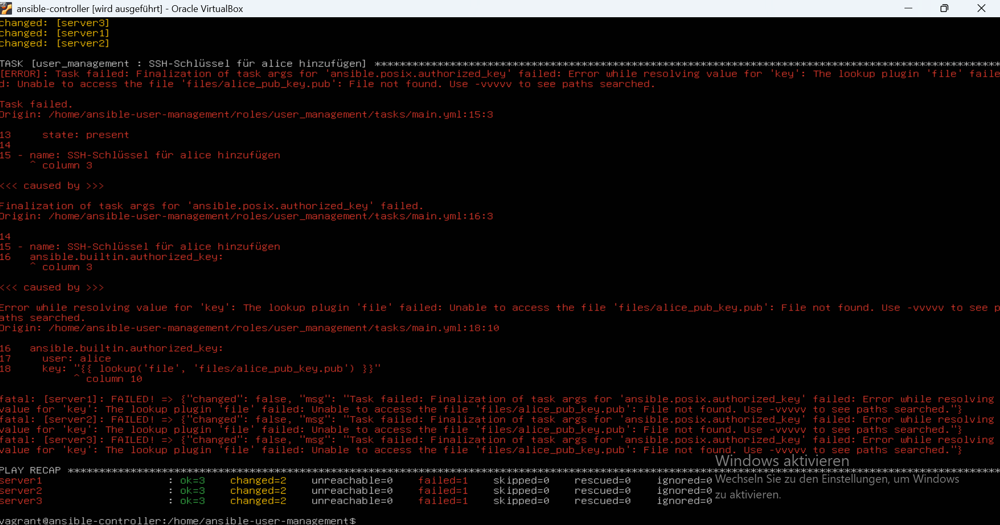 ansible-controller [wird ausgeführt] - Oracle VirtualBox
changed: [server3]
changed: [server1]
changed: [server2]
TASK [user_management : SSH-Schlüssel für alice hinzufügen] ****************************************************************************************************
[ERROR]: Task failed: Finalization of task args for 'ansible.posix.authorized_key' failed: Error while resolving value for 'key': The lookup plugin 'file' faile
d: Unable to access the file 'files/alice_pub_key.pub': File not found. Use -vvvvv to see paths searched.
Task failed.
Origin: /home/ansible-user-management/roles/user_management/tasks/main.yml:15:3
13     state: present
14
15 - name: SSH-Schlüssel für alice hinzufügen
     ^ column 3
<<< caused by >>>
Finalization of task args for 'ansible.posix.authorized_key' failed.
Origin: /home/ansible-user-management/roles/user_management/tasks/main.yml:16:3
14
15 - name: SSH-Schlüssel für alice hinzufügen
16   ansible.builtin.authorized_key:
     ^ column 3
<<< caused by >>>
Error while resolving value for 'key': The lookup plugin 'file' failed: Unable to access the file 'files/alice_pub_key.pub': File not found. Use -vvvvv to see p
aths searched.
Origin: /home/ansible-user-management/roles/user_management/tasks/main.yml:18:10
16   ansible.builtin.authorized_key:
17     user: alice
18     key: "{{ lookup('file', 'files/alice_pub_key.pub') }}"
            ^ column 10
fatal: [server1]: FAILED! => {"changed": false, "msg": "Task failed: Finalization of task args for 'ansible.posix.authorized_key' failed: Error while resolving
value for 'key': The lookup plugin 'file' failed: Unable to access the file 'files/alice_pub_key.pub': File not found. Use -vvvvv to see paths searched."}
fatal: [server2]: FAILED! => {"changed": false, "msg": "Task failed: Finalization of task args for 'ansible.posix.authorized_key' failed: Error while resolving
value for 'key': The lookup plugin 'file' failed: Unable to access the file 'files/alice_pub_key.pub': File not found. Use -vvvvv to see paths searched."}
fatal: [server3]: FAILED! => {"changed": false, "msg": "Task failed: Finalization of task args for 'ansible.posix.authorized_key' failed: Error while resolving
value for 'key': The lookup plugin 'file' failed: Unable to access the file 'files/alice_pub_key.pub': File not found. Use -vvvvv to see paths searched."}
PLAY RECAP *****************************************************************************************************************************************************
server1                    : ok=3    changed=2    unreachable=0    failed=1    skipped=0    rescued=0    ignored=0
server2                    : ok=3    changed=2    unreachable=0    failed=1    skipped=0    rescued=0    ignored=0
server3                    : ok=3    changed=2    unreachable=0    failed=1    skipped=0    rescued=0    ignored=0
vagrant@ansible-controller:/home/ansible-user-management$
Windows aktivieren
Wechseln Sie zu den Einstellungen, um Windows
zu aktivieren.